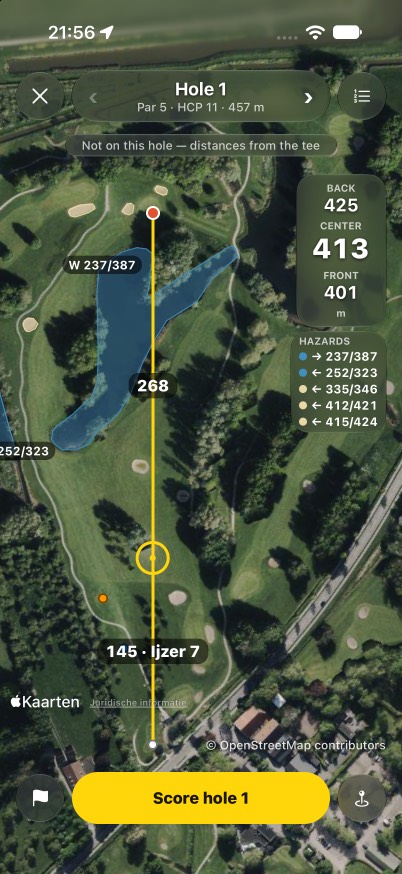 21:56
Hole 1
Par 5 · HCP 11 · 457 m
Not on this hole — distances from the tee
BACK
425
CENTER
413
FRONT
401
m
W 237/387
HAZARDS
→ 237/387
← 252/323
← 335/346
← 412/421
← 415/424
268
252/323
145 · Ijzer 7
Kaarten
Juridische informatie
© OpenStreetMap contributors
Score hole 1